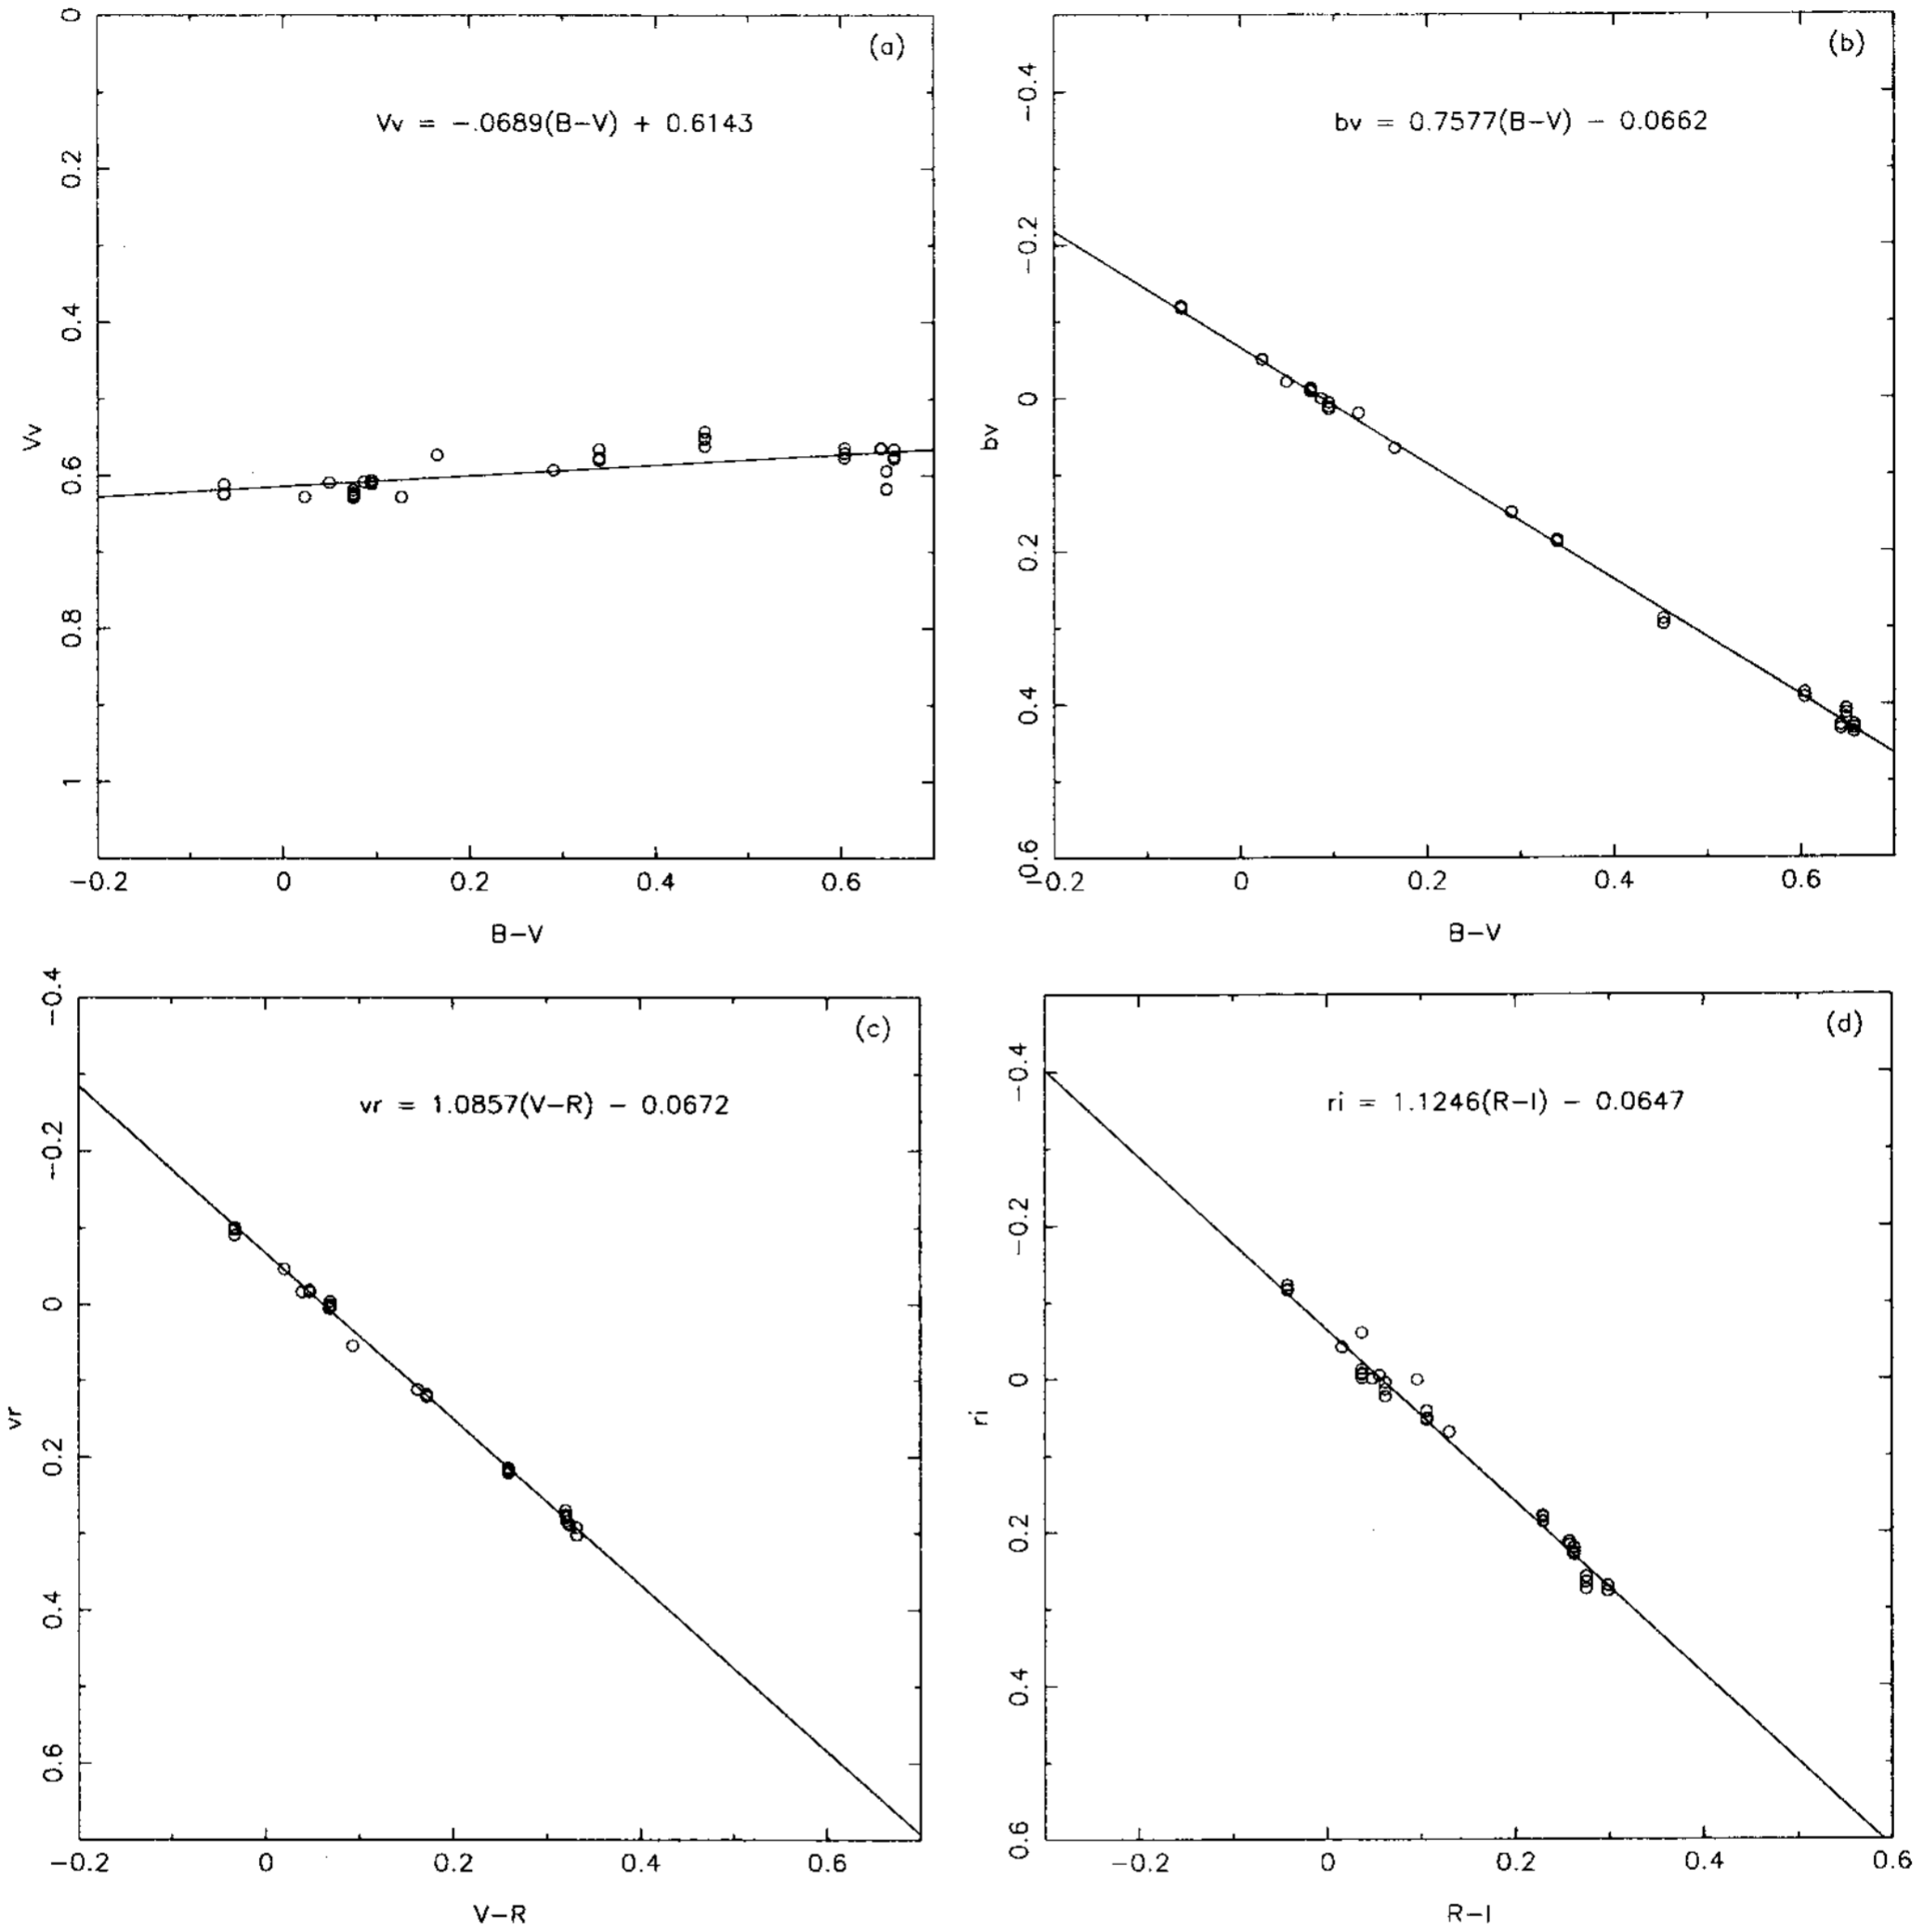 (a)
Vv = -.0689(B-V) + 0.6143
0
0.2
0.4
0.6
0.8
1
Vv
-0.2 0 0.2 0.4 0.6
B-V
(b)
bv = 0.7577(B-V) - 0.0662
-0.4
-0.2
0
0.2
0.4
0.6
bv
-0.2 0 0.2 0.4 0.6
B-V
(c)
vr = 1.0857(V-R) - 0.0672
-0.4
-0.2
0
0.2
0.4
0.6
vr
-0.2 0 0.2 0.4 0.6
V-R
(d)
ri = 1.1246(R-I) - 0.0647
-0.4
-0.2
0
0.2
0.4
0.6
ri
-0.2 0 0.2 0.4 0.6
R-I